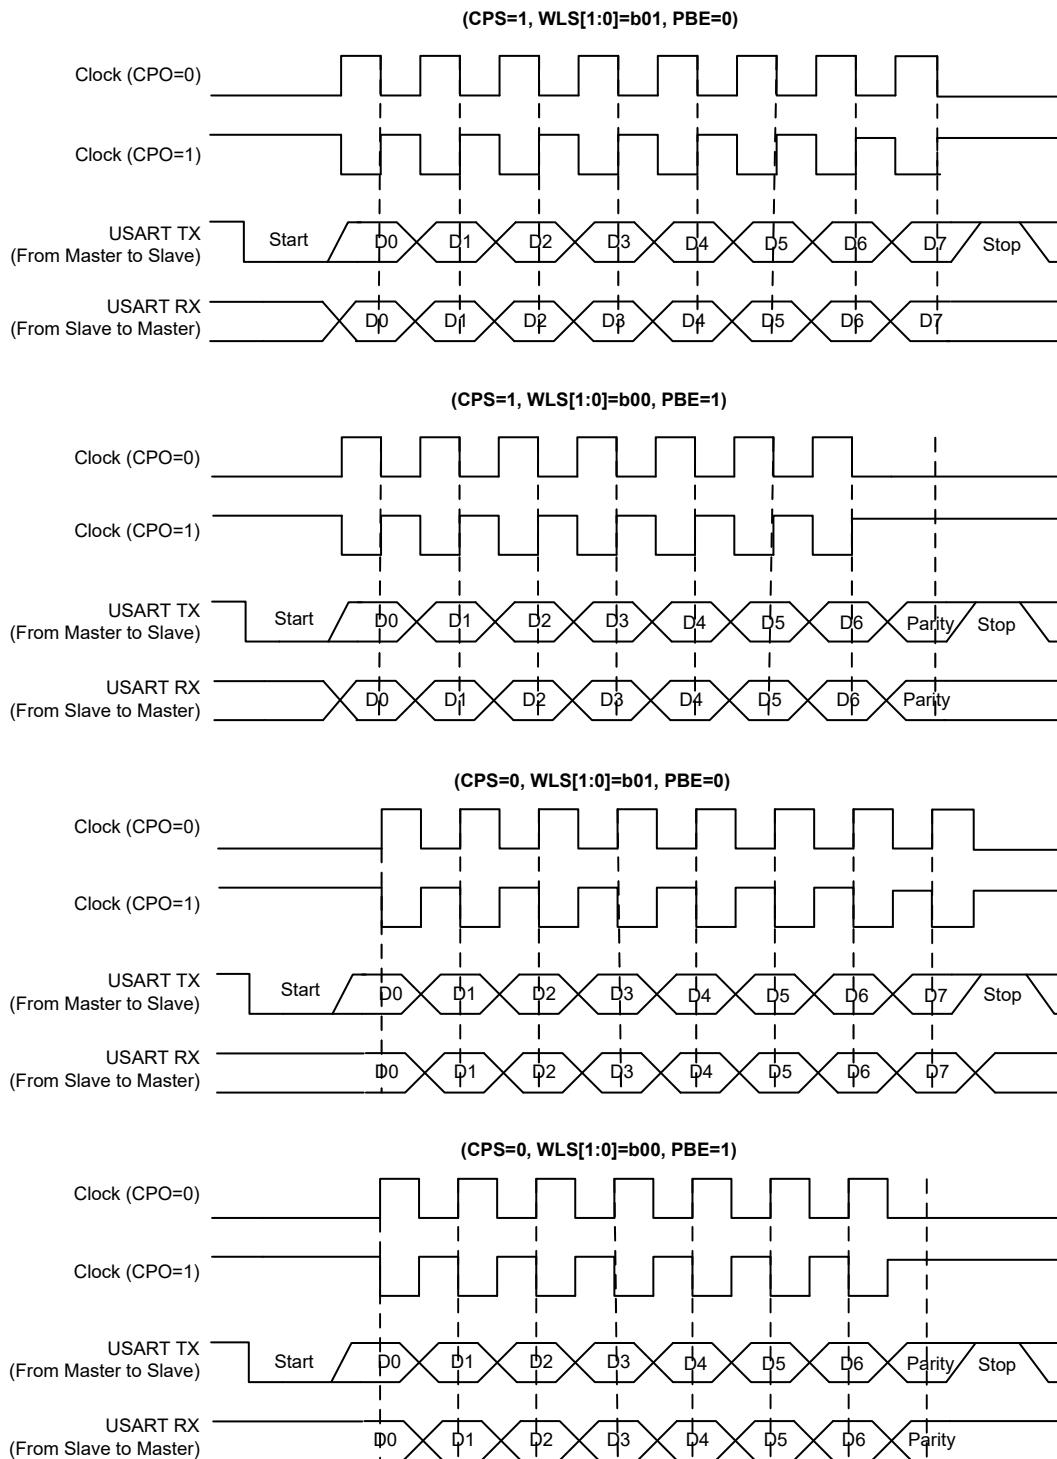 (CPS=1, WLS[1:0]=b01, PBE=0)
Clock (CPO=0)
Clock (CPO=1)
USART TX
(From Master to Slave)
Start D0 D1 D2 D3 D4 D5 D6 D7 Stop
USART RX
(From Slave to Master)
D0 D1 D2 D3 D4 D5 D6 D7
(CPS=1, WLS[1:0]=b00, PBE=1)
Clock (CPO=0)
Clock (CPO=1)
USART TX
(From Master to Slave)
Start D0 D1 D2 D3 D4 D5 D6 Parity Stop
USART RX
(From Slave to Master)
D0 D1 D2 D3 D4 D5 D6 Parity
(CPS=0, WLS[1:0]=b01, PBE=0)
Clock (CPO=0)
Clock (CPO=1)
USART TX
(From Master to Slave)
Start D0 D1 D2 D3 D4 D5 D6 D7 Stop
USART RX
(From Slave to Master)
D0 D1 D2 D3 D4 D5 D6 D7
(CPS=0, WLS[1:0]=b00, PBE=1)
Clock (CPO=0)
Clock (CPO=1)
USART TX
(From Master to Slave)
Start D0 D1 D2 D3 D4 D5 D6 Parity Stop
USART RX
(From Slave to Master)
D0 D1 D2 D3 D4 D5 D6 Parity